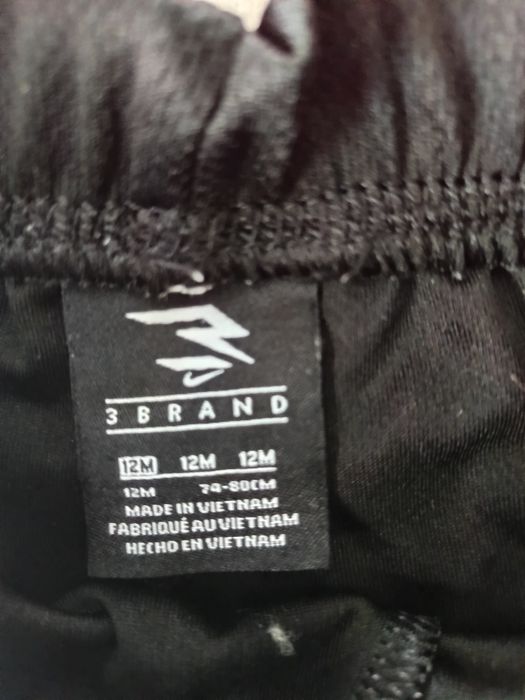 3 BRAND
12M 12M 12M
12M 74-80CM
MADE IN VIETNAM
FABRIQUÉ AU VIETNAM
HECHO EN VIETNAM